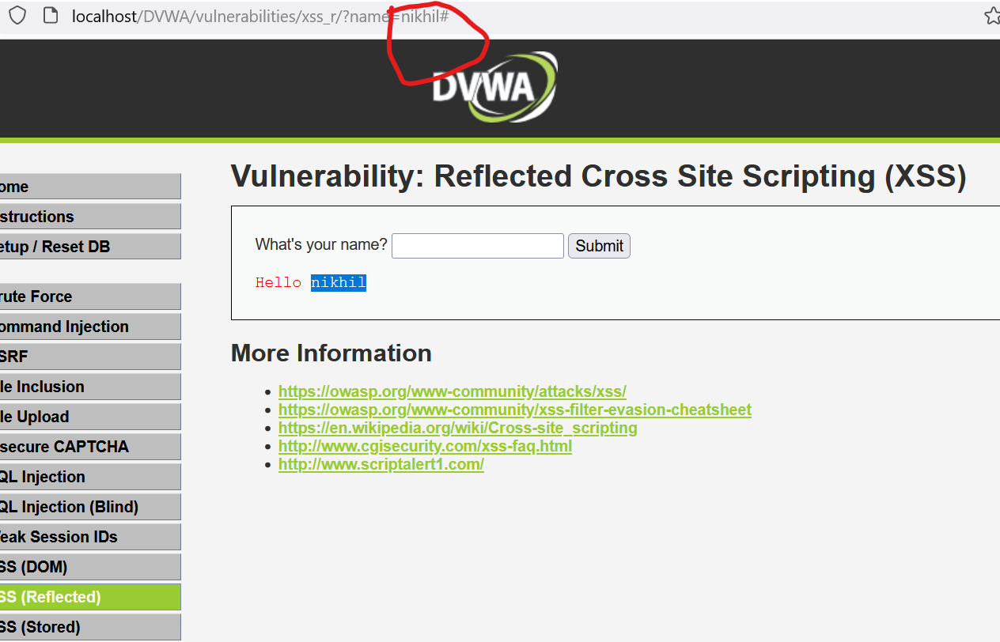 localhost/DVWA/vulnerabilities/xss_r/?name=nikhil#
DVWA
Vulnerability: Reflected Cross Site Scripting (XSS)
ome
structions
etup / Reset DB
rute Force
ommand Injection
SRF
le Inclusion
le Upload
secure CAPTCHA
QL Injection
QL Injection (Blind)
eak Session IDs
SS (DOM)
SS (Reflected)
SS (Stored)
What's your name?
Submit
Hello nikhil
More Information
https://owasp.org/www-community/attacks/xss/
https://owasp.org/www-community/xss-filter-evasion-cheatsheet
https://en.wikipedia.org/wiki/Cross-site_scripting
http://www.cgisecurity.com/xss-faq.html
http://www.scriptalert1.com/